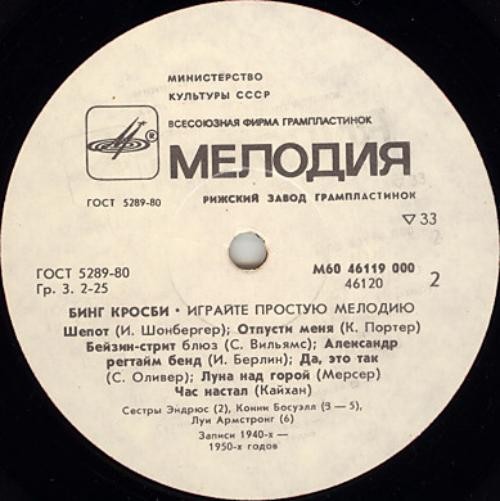 МИНИСТЕРСТВО
КУЛЬТУРЫ СССР
ВСЕСОЮЗНАЯ ФИРМА ГРАМПЛАСТИНОК
®
МЕЛОДИЯ
ГОСТ 5289-80
РИЖСКИЙ ЗАВОД ГРАМПЛАСТИНОК
▽ 33
ГОСТ 5289-80
Гр. 3. 2-25
М60 46119 000
46120
2
БИНГ КРОСБИ • ИГРАЙТЕ ПРОСТУЮ МЕЛОДИЮ
Шепот (И. Шонбергер); Отпусти меня (К. Портер)
Бейзин-стрит блюз (С. Вильямс); Александр
регтайм бенд (И. Берлин); Да, это так
(С. Оливер); Луна над горой (Мерсер)
Час настал (Кайхан)
Сестры Эндрюс (2), Конни Босуэлл (3 — 5),
Луи Армстронг (6)
Записи 1940-х —
1950-х годов